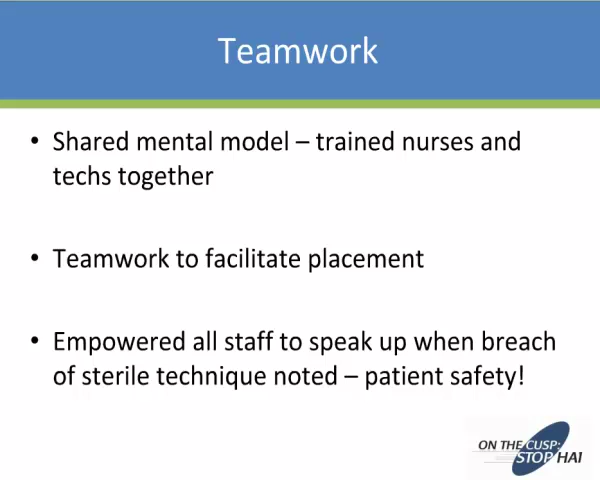 Teamwork
• Shared mental model – trained nurses and
techs together
• Teamwork to facilitate placement
• Empowered all staff to speak up when breach
of sterile technique noted – patient safety!
ON THE CUSP:
STOP HAI